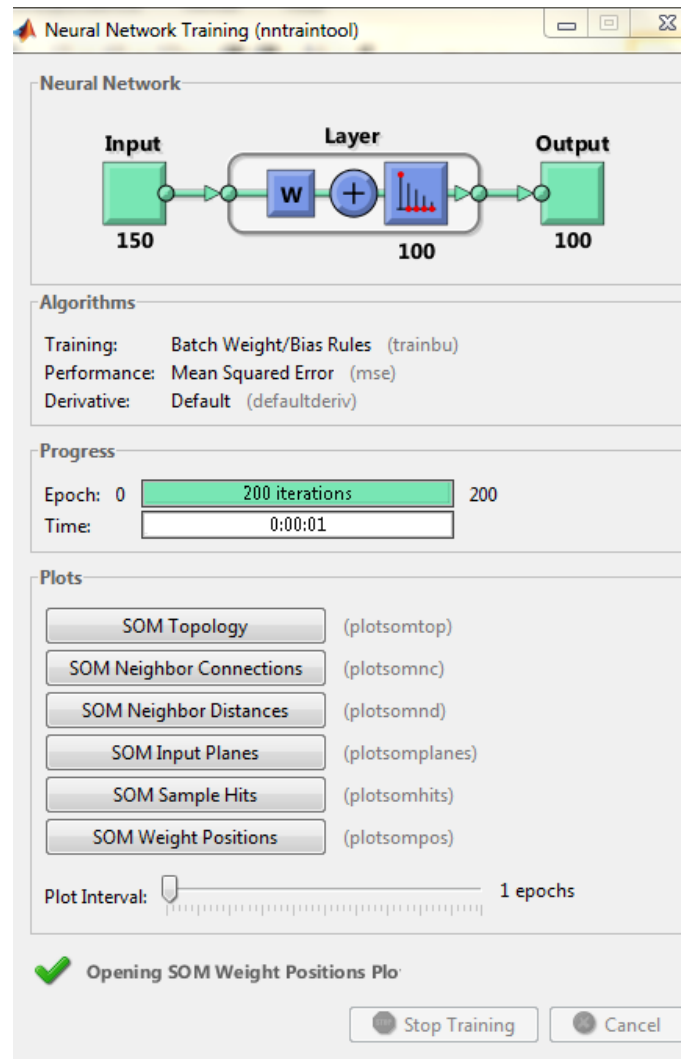 Neural Network Training (nntraintool)
Neural Network
Input Layer Output
W +
150 100 100
Algorithms
Training: Batch Weight/Bias Rules (trainbu)
Performance: Mean Squared Error (mse)
Derivative: Default (defaultderiv)
Progress
Epoch: 0 200 iterations 200
Time: 0:00:01
Plots
SOM Topology (plotsomtop)
SOM Neighbor Connections (plotsomnc)
SOM Neighbor Distances (plotsomnd)
SOM Input Planes (plotsomplanes)
SOM Sample Hits (plotsomhits)
SOM Weight Positions (plotsompos)
Plot Interval: 1 epochs
Opening SOM Weight Positions Plo
Stop Training Cancel